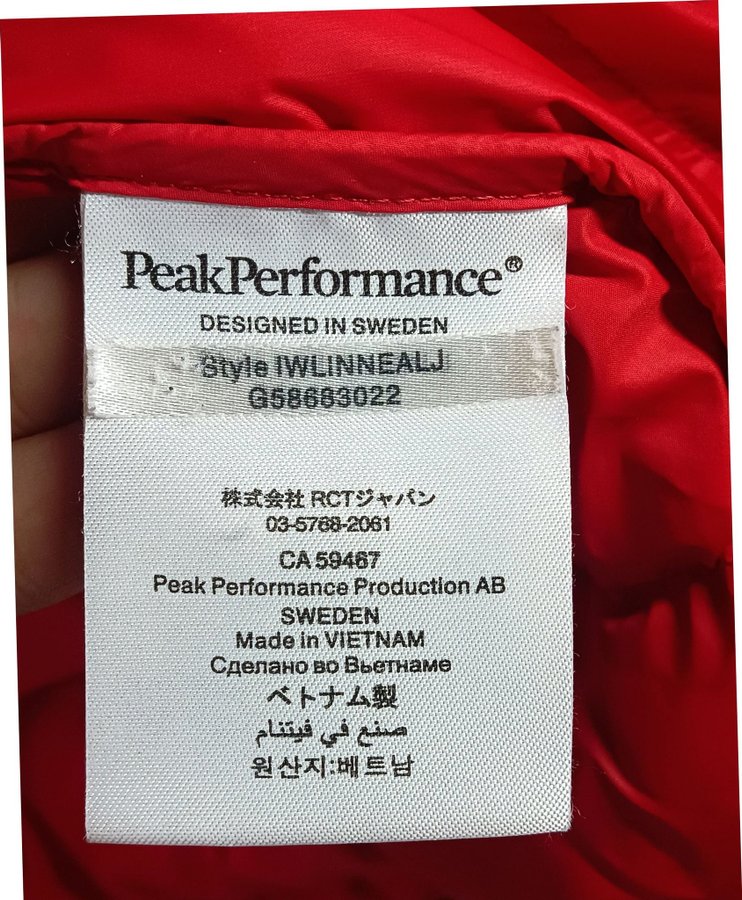 PeakPerformance®
DESIGNED IN SWEDEN
Style IWLINNEALJ
G58683022
株式会社 RCTジャパン
03-5768-2061
CA 59467
Peak Performance Production AB
SWEDEN
Made in VIETNAM
Сделано во Вьетнаме
ベトナム製
صنع في فيتنام
원산지:베트남